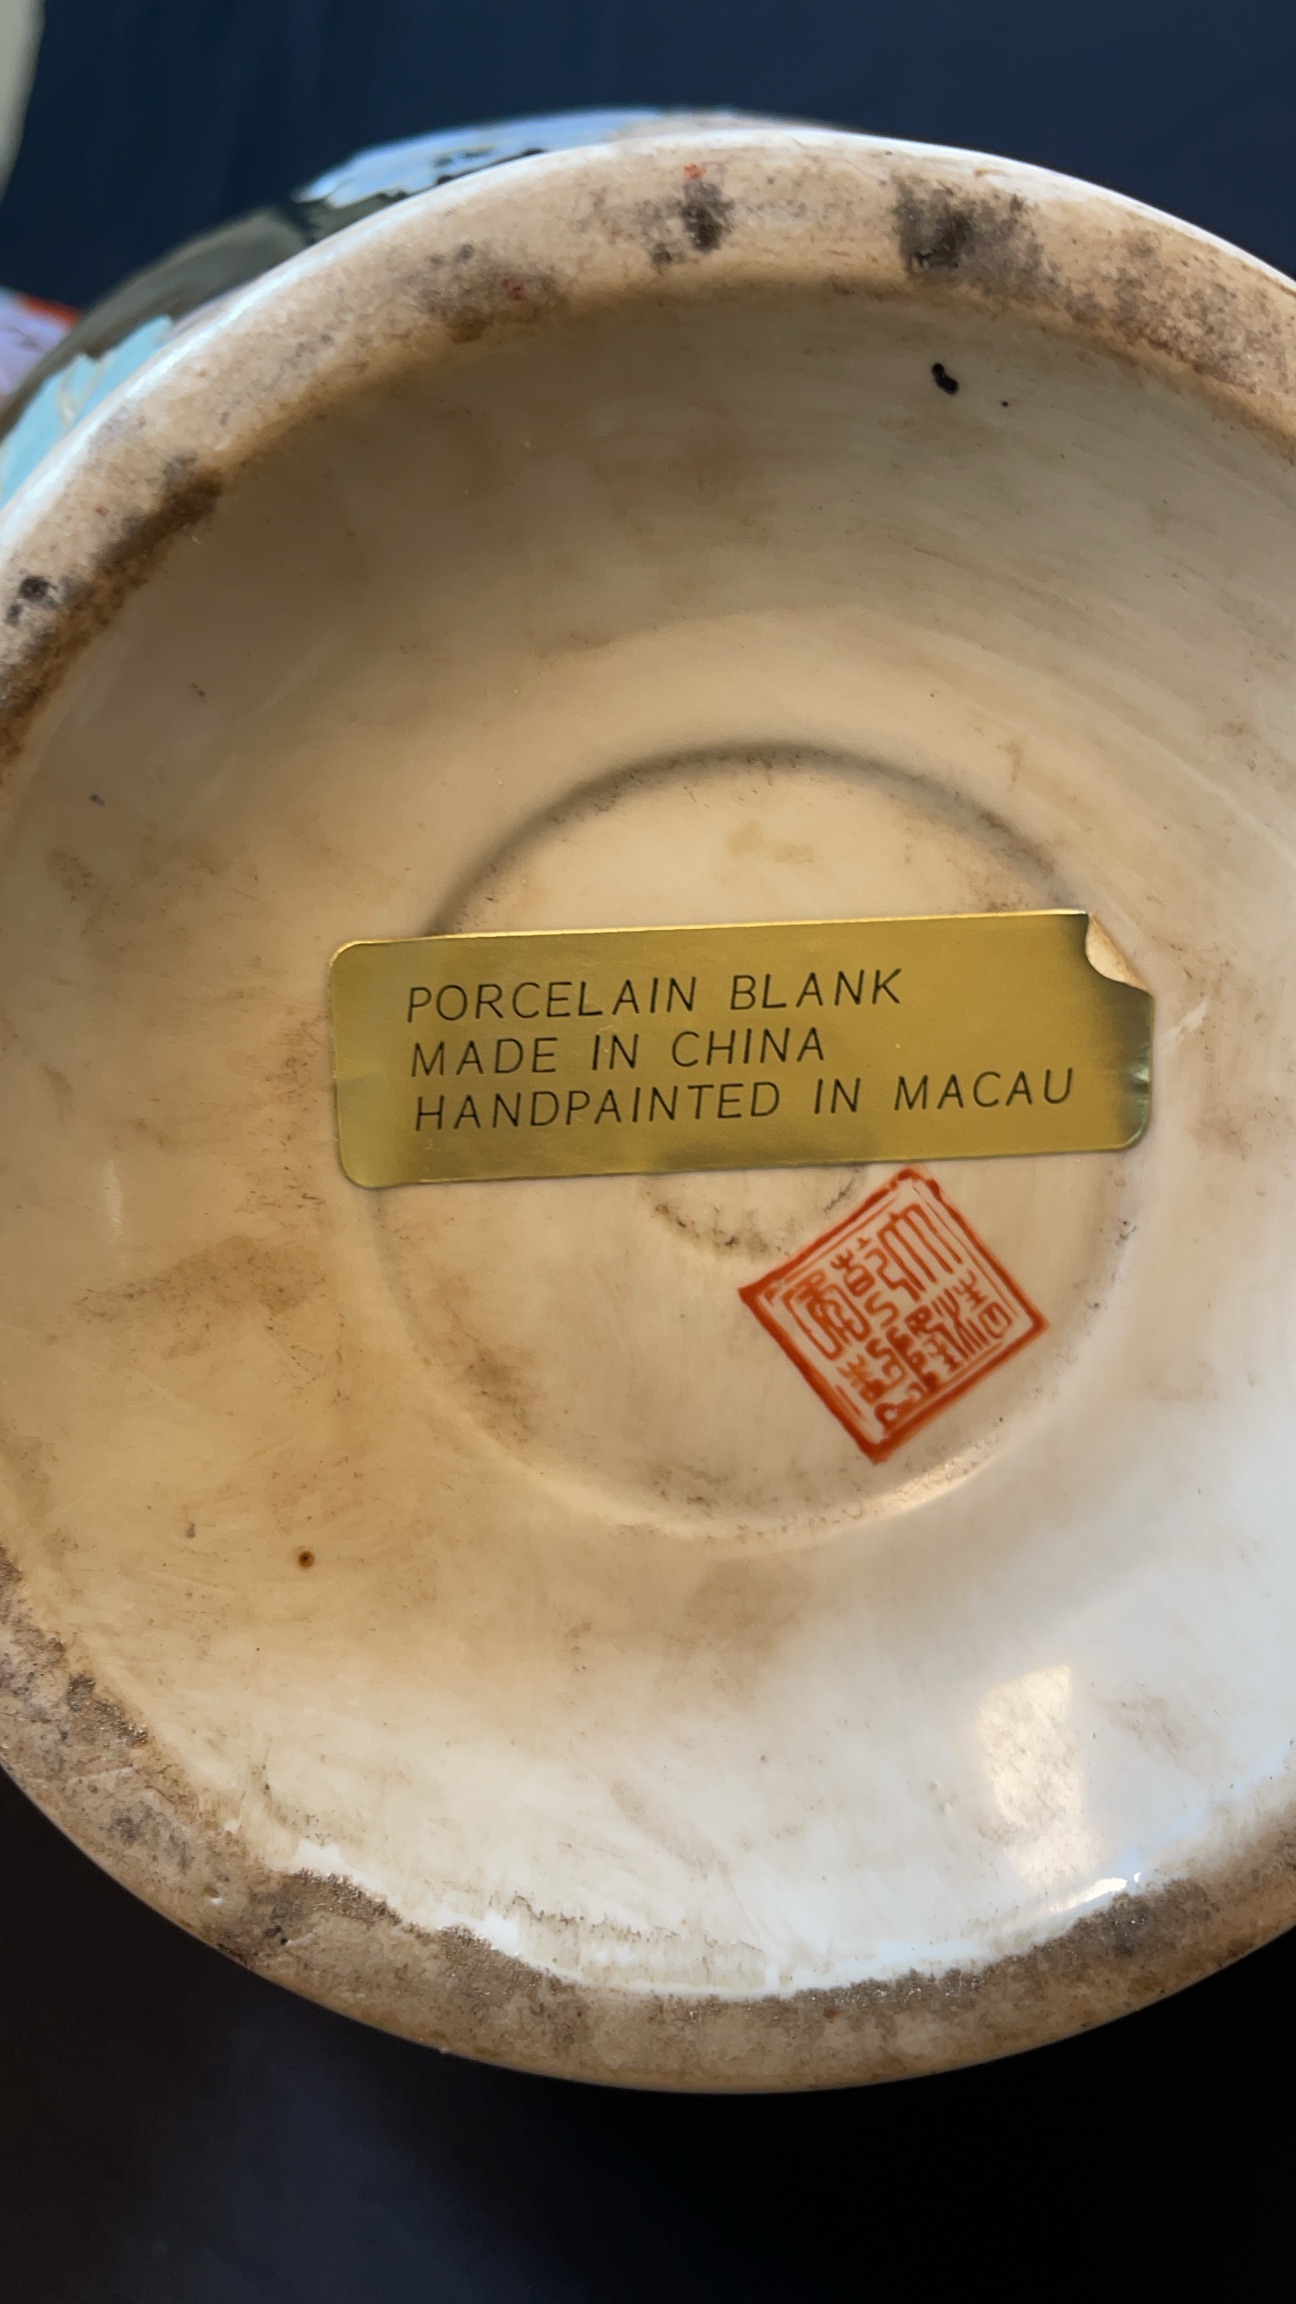 PORCELAIN BLANK
MADE IN CHINA
HANDPAINTED IN MACAU